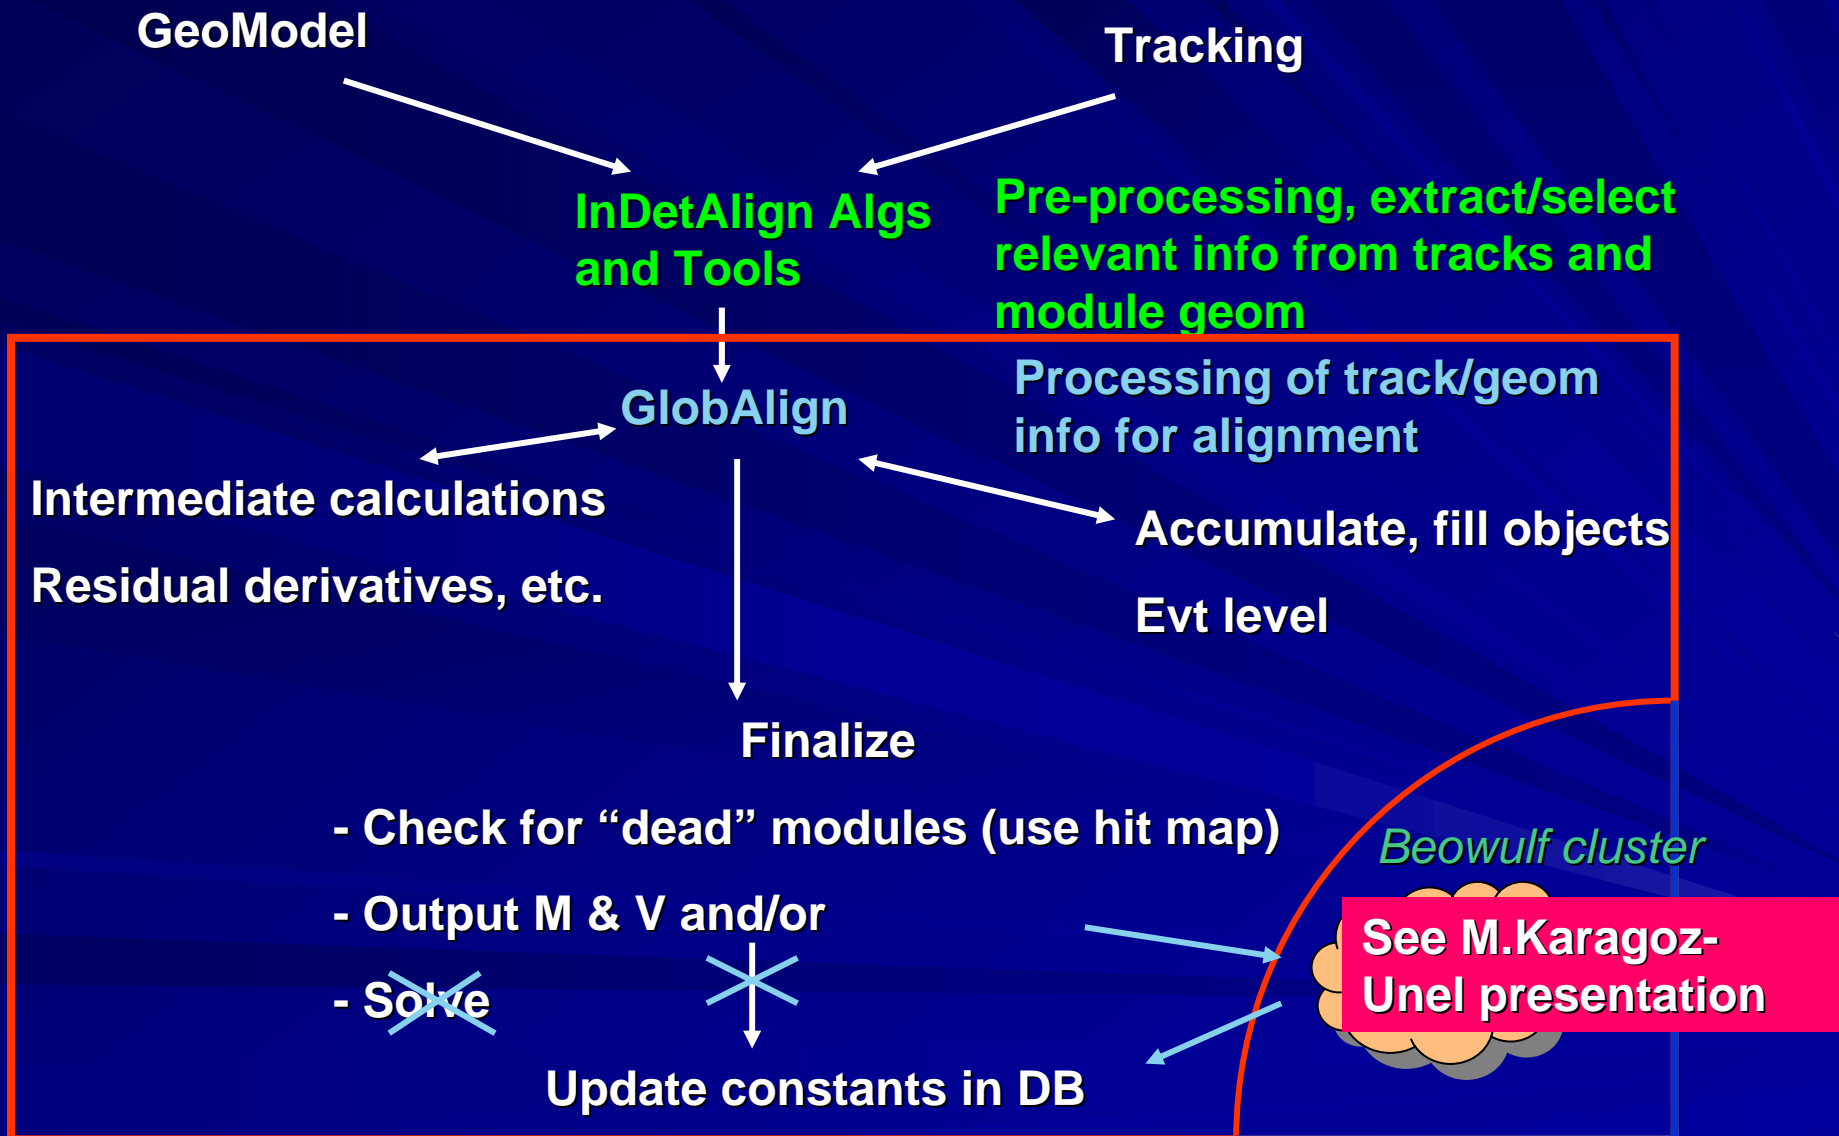 GeoModel
Tracking
InDetAlign Algs
and Tools
Pre-processing, extract/select
relevant info from tracks and
module geom
GlobAlign
Processing of track/geom
info for alignment
Intermediate calculations
Residual derivatives, etc.
Accumulate, fill objects
Evt level
Finalize
- Check for “dead” modules (use hit map)
- Output M & V and/or
- Solve
Beowulf cluster
See M.Karagoz-
Unel presentation
Update constants in DB